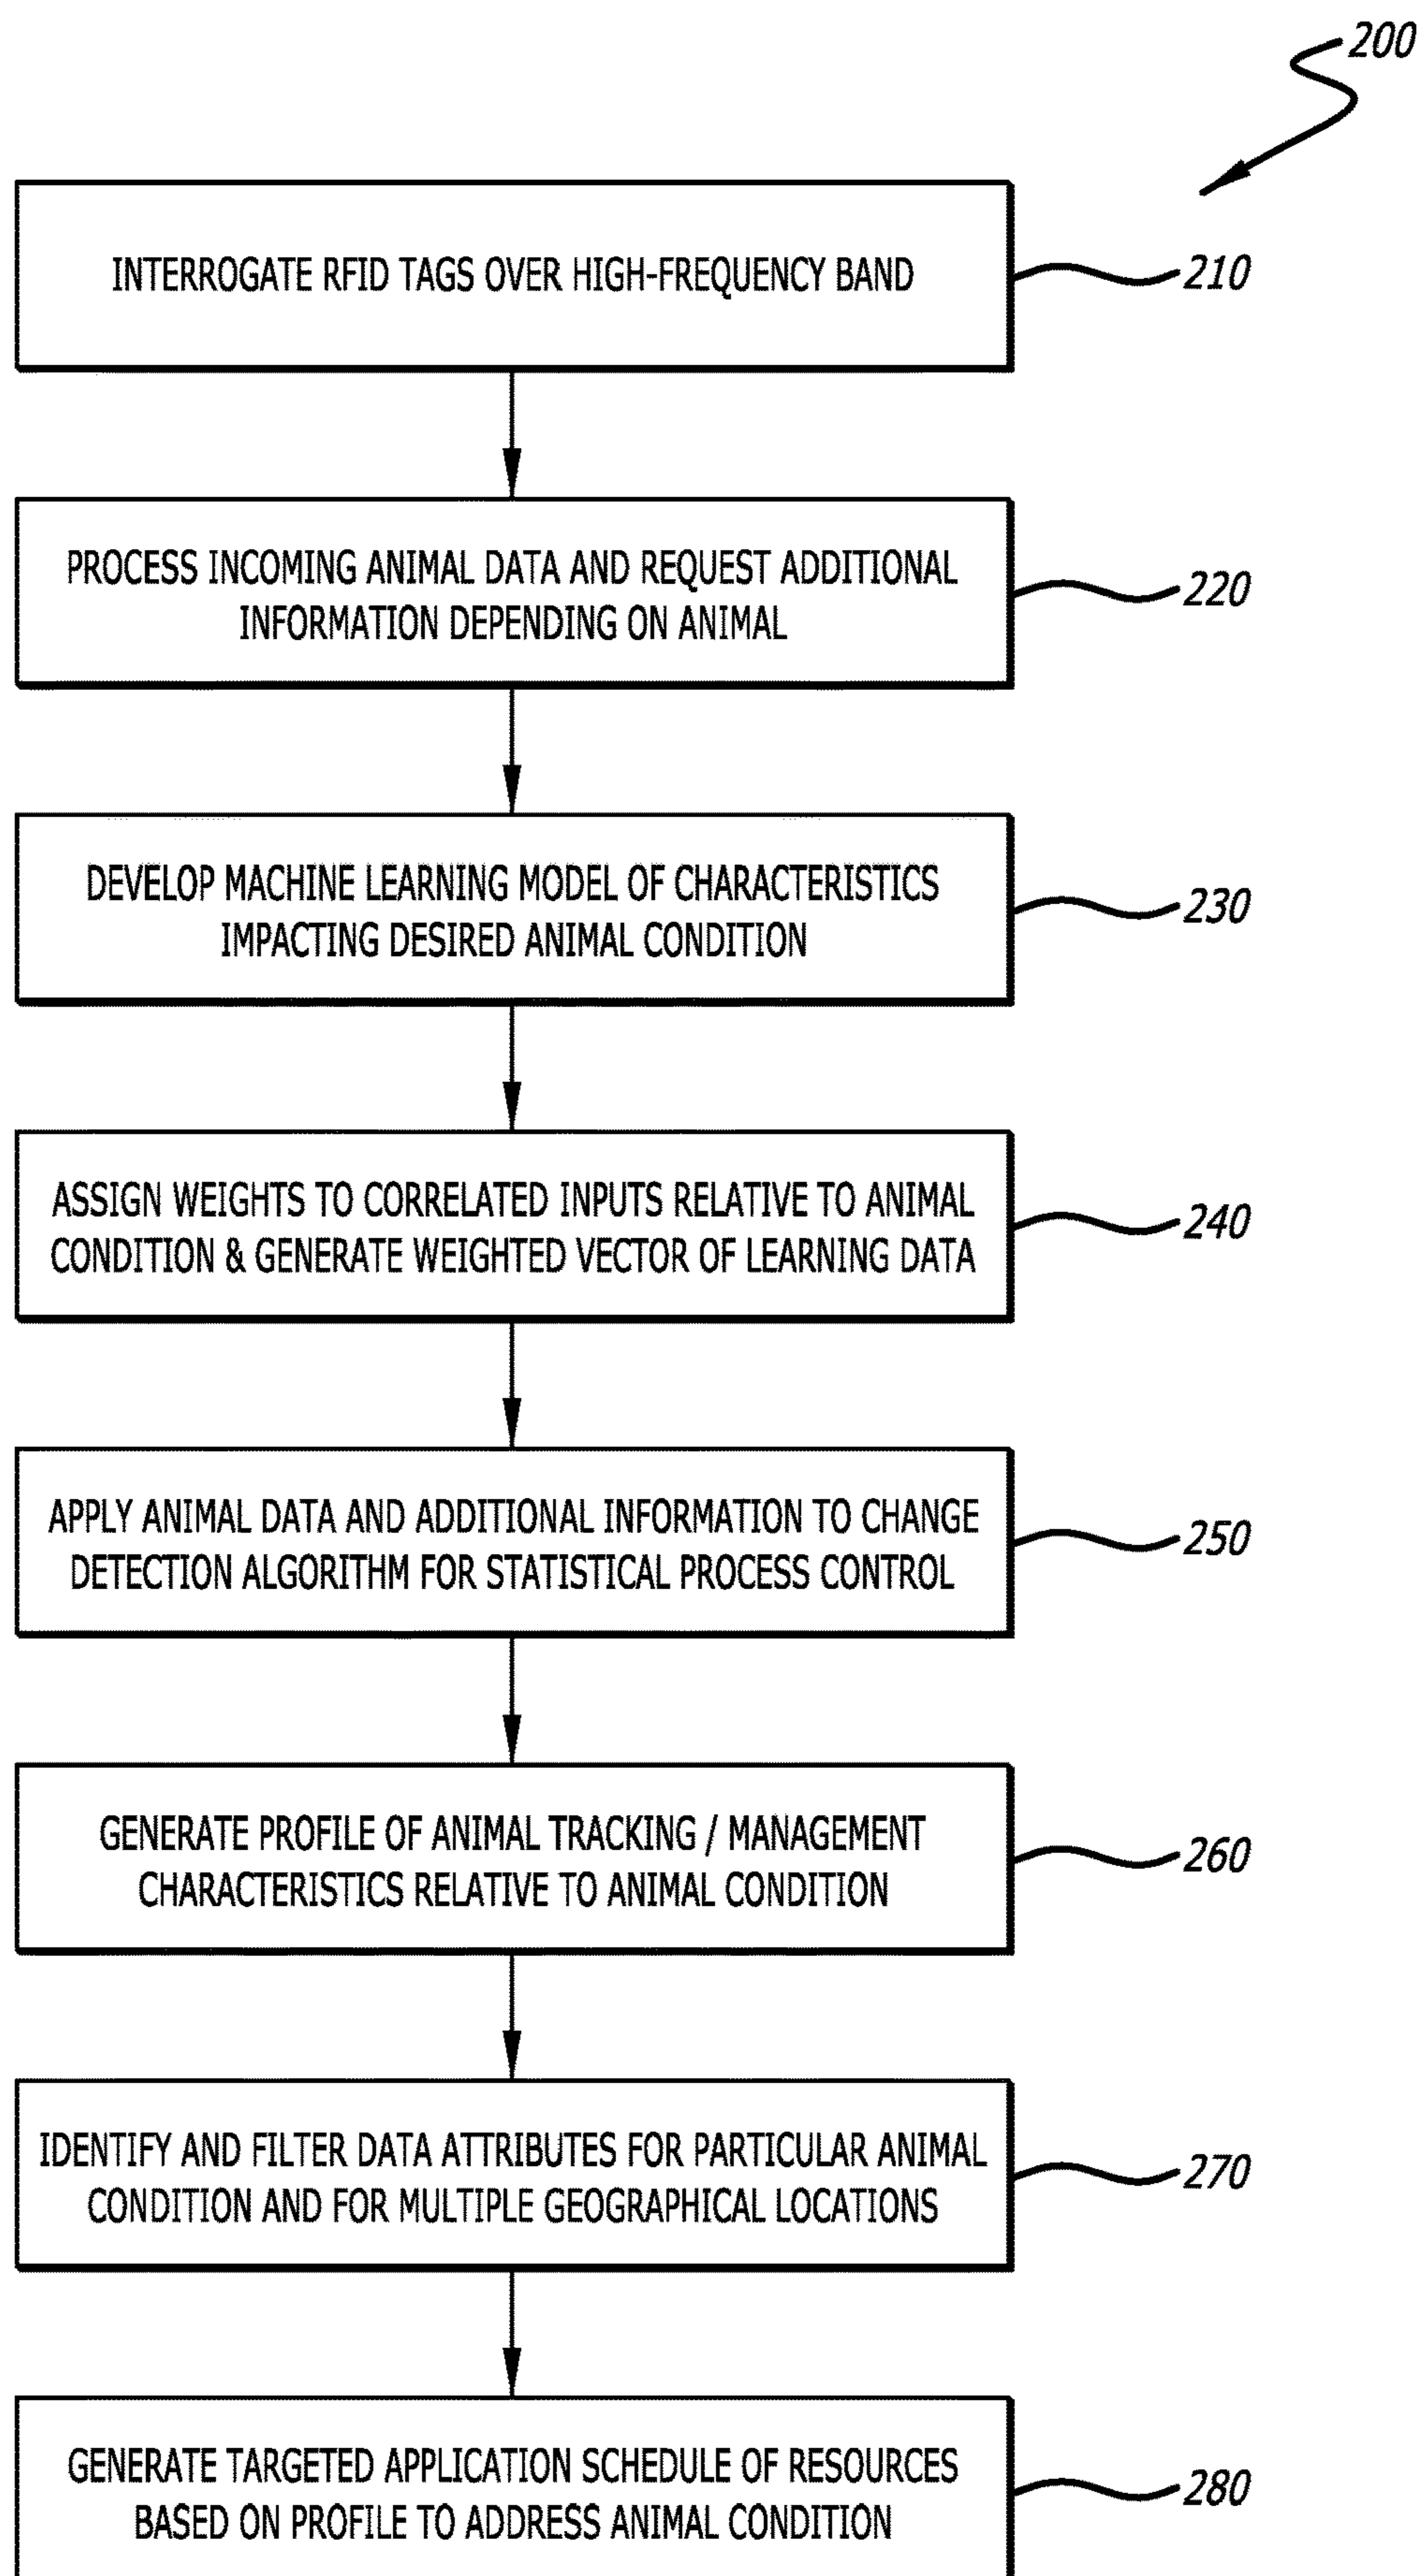 200
INTERROGATE RFID TAGS OVER HIGH-FREQUENCY BAND
210
PROCESS INCOMING ANIMAL DATA AND REQUEST ADDITIONAL
INFORMATION DEPENDING ON ANIMAL
220
DEVELOP MACHINE LEARNING MODEL OF CHARACTERISTICS
IMPACTING DESIRED ANIMAL CONDITION
230
ASSIGN WEIGHTS TO CORRELATED INPUTS RELATIVE TO ANIMAL
CONDITION & GENERATE WEIGHTED VECTOR OF LEARNING DATA
240
APPLY ANIMAL DATA AND ADDITIONAL INFORMATION TO CHANGE
DETECTION ALGORITHM FOR STATISTICAL PROCESS CONTROL
250
GENERATE PROFILE OF ANIMAL TRACKING / MANAGEMENT
CHARACTERISTICS RELATIVE TO ANIMAL CONDITION
260
IDENTIFY AND FILTER DATA ATTRIBUTES FOR PARTICULAR ANIMAL
CONDITION AND FOR MULTIPLE GEOGRAPHICAL LOCATIONS
270
GENERATE TARGETED APPLICATION SCHEDULE OF RESOURCES
BASED ON PROFILE TO ADDRESS ANIMAL CONDITION
280